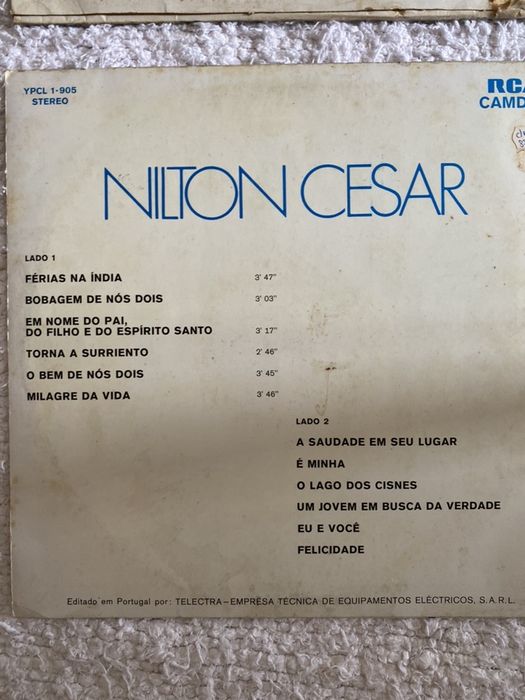 YPCL 1-905
STEREO
RCA
CAMD
NILTON CESAR
LADO 1
FÉRIAS NA ÍNDIA 3' 47"
BOBAGEM DE NÓS DOIS 3' 03"
EM NOME DO PAI,
DO FILHO E DO ESPÍRITO SANTO 3' 17"
TORNA A SURRIENTO 2' 46"
O BEM DE NÓS DOIS 3' 45"
MILAGRE DA VIDA 3' 46"
LADO 2
A SAUDADE EM SEU LUGAR
É MINHA
O LAGO DOS CISNES
UM JOVEM EM BUSCA DA VERDADE
EU E VOCÊ
FELICIDADE
Editado em Portugal por: TELECTRA-EMPRÊSA TÉCNICA DE EQUIPAMENTOS ELÉCTRICOS, S.A.R.L.